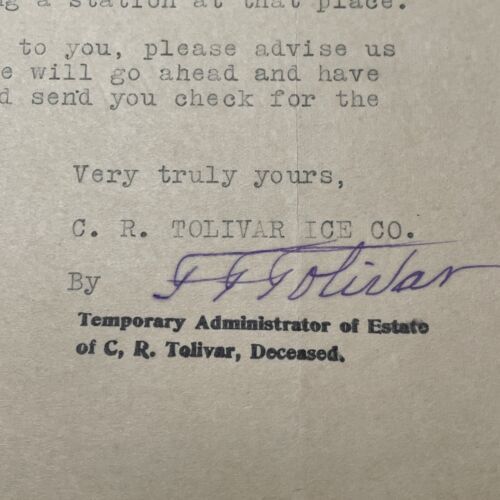 g a station at that place.
to you, please advise us
e will go ahead and have
d send you check for the
Very truly yours,
C. R. TOLIVAR ICE CO.
By F F Tolivar
Temporary Administrator of Estate
of C, R. Tolivar, Deceased.